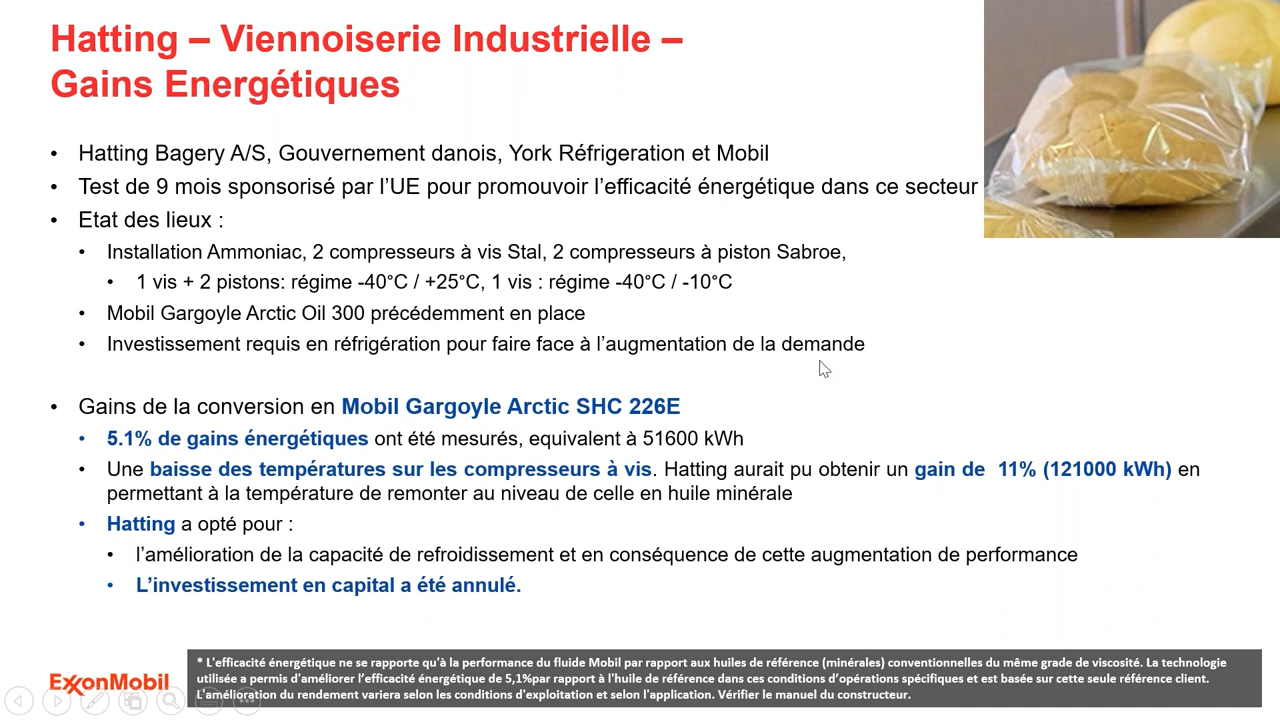 Hatting – Viennoiserie Industrielle –
Gains Energétiques
• Hatting Bagery A/S, Gouvernement danois, York Réfrigeration et Mobil
• Test de 9 mois sponsorisé par l’UE pour promouvoir l’efficacité énergétique dans ce secteur
• Etat des lieux :
• Installation Ammoniac, 2 compresseurs à vis Stal, 2 compresseurs à piston Sabroe,
• 1 vis + 2 pistons: régime -40°C / +25°C, 1 vis : régime -40°C / -10°C
• Mobil Gargoyle Arctic Oil 300 précédemment en place
• Investissement requis en réfrigération pour faire face à l’augmentation de la demande
• Gains de la conversion en Mobil Gargoyle Arctic SHC 226E
• 5.1% de gains énergétiques ont été mesurés, equivalent à 51600 kWh
• Une baisse des températures sur les compresseurs à vis. Hatting aurait pu obtenir un gain de 11% (121000 kWh) en
permettant à la température de remonter au niveau de celle en huile minérale
• Hatting a opté pour :
• l’amélioration de la capacité de refroidissement et en conséquence de cette augmentation de performance
• L’investissement en capital a été annulé.
ExxonMobil
* L'efficacité énergétique ne se rapporte qu'à la performance du fluide Mobil par rapport aux huiles de référence (minérales) conventionnelles du même grade de viscosité. La technologie
utilisée a permis d'améliorer l’efficacité énergétique de 5,1%par rapport à l'huile de référence dans ces conditions d’opérations spécifiques et est basée sur cette seule référence client.
L'amélioration du rendement variera selon les conditions d'exploitation et selon l’application. Vérifier le manuel du constructeur.